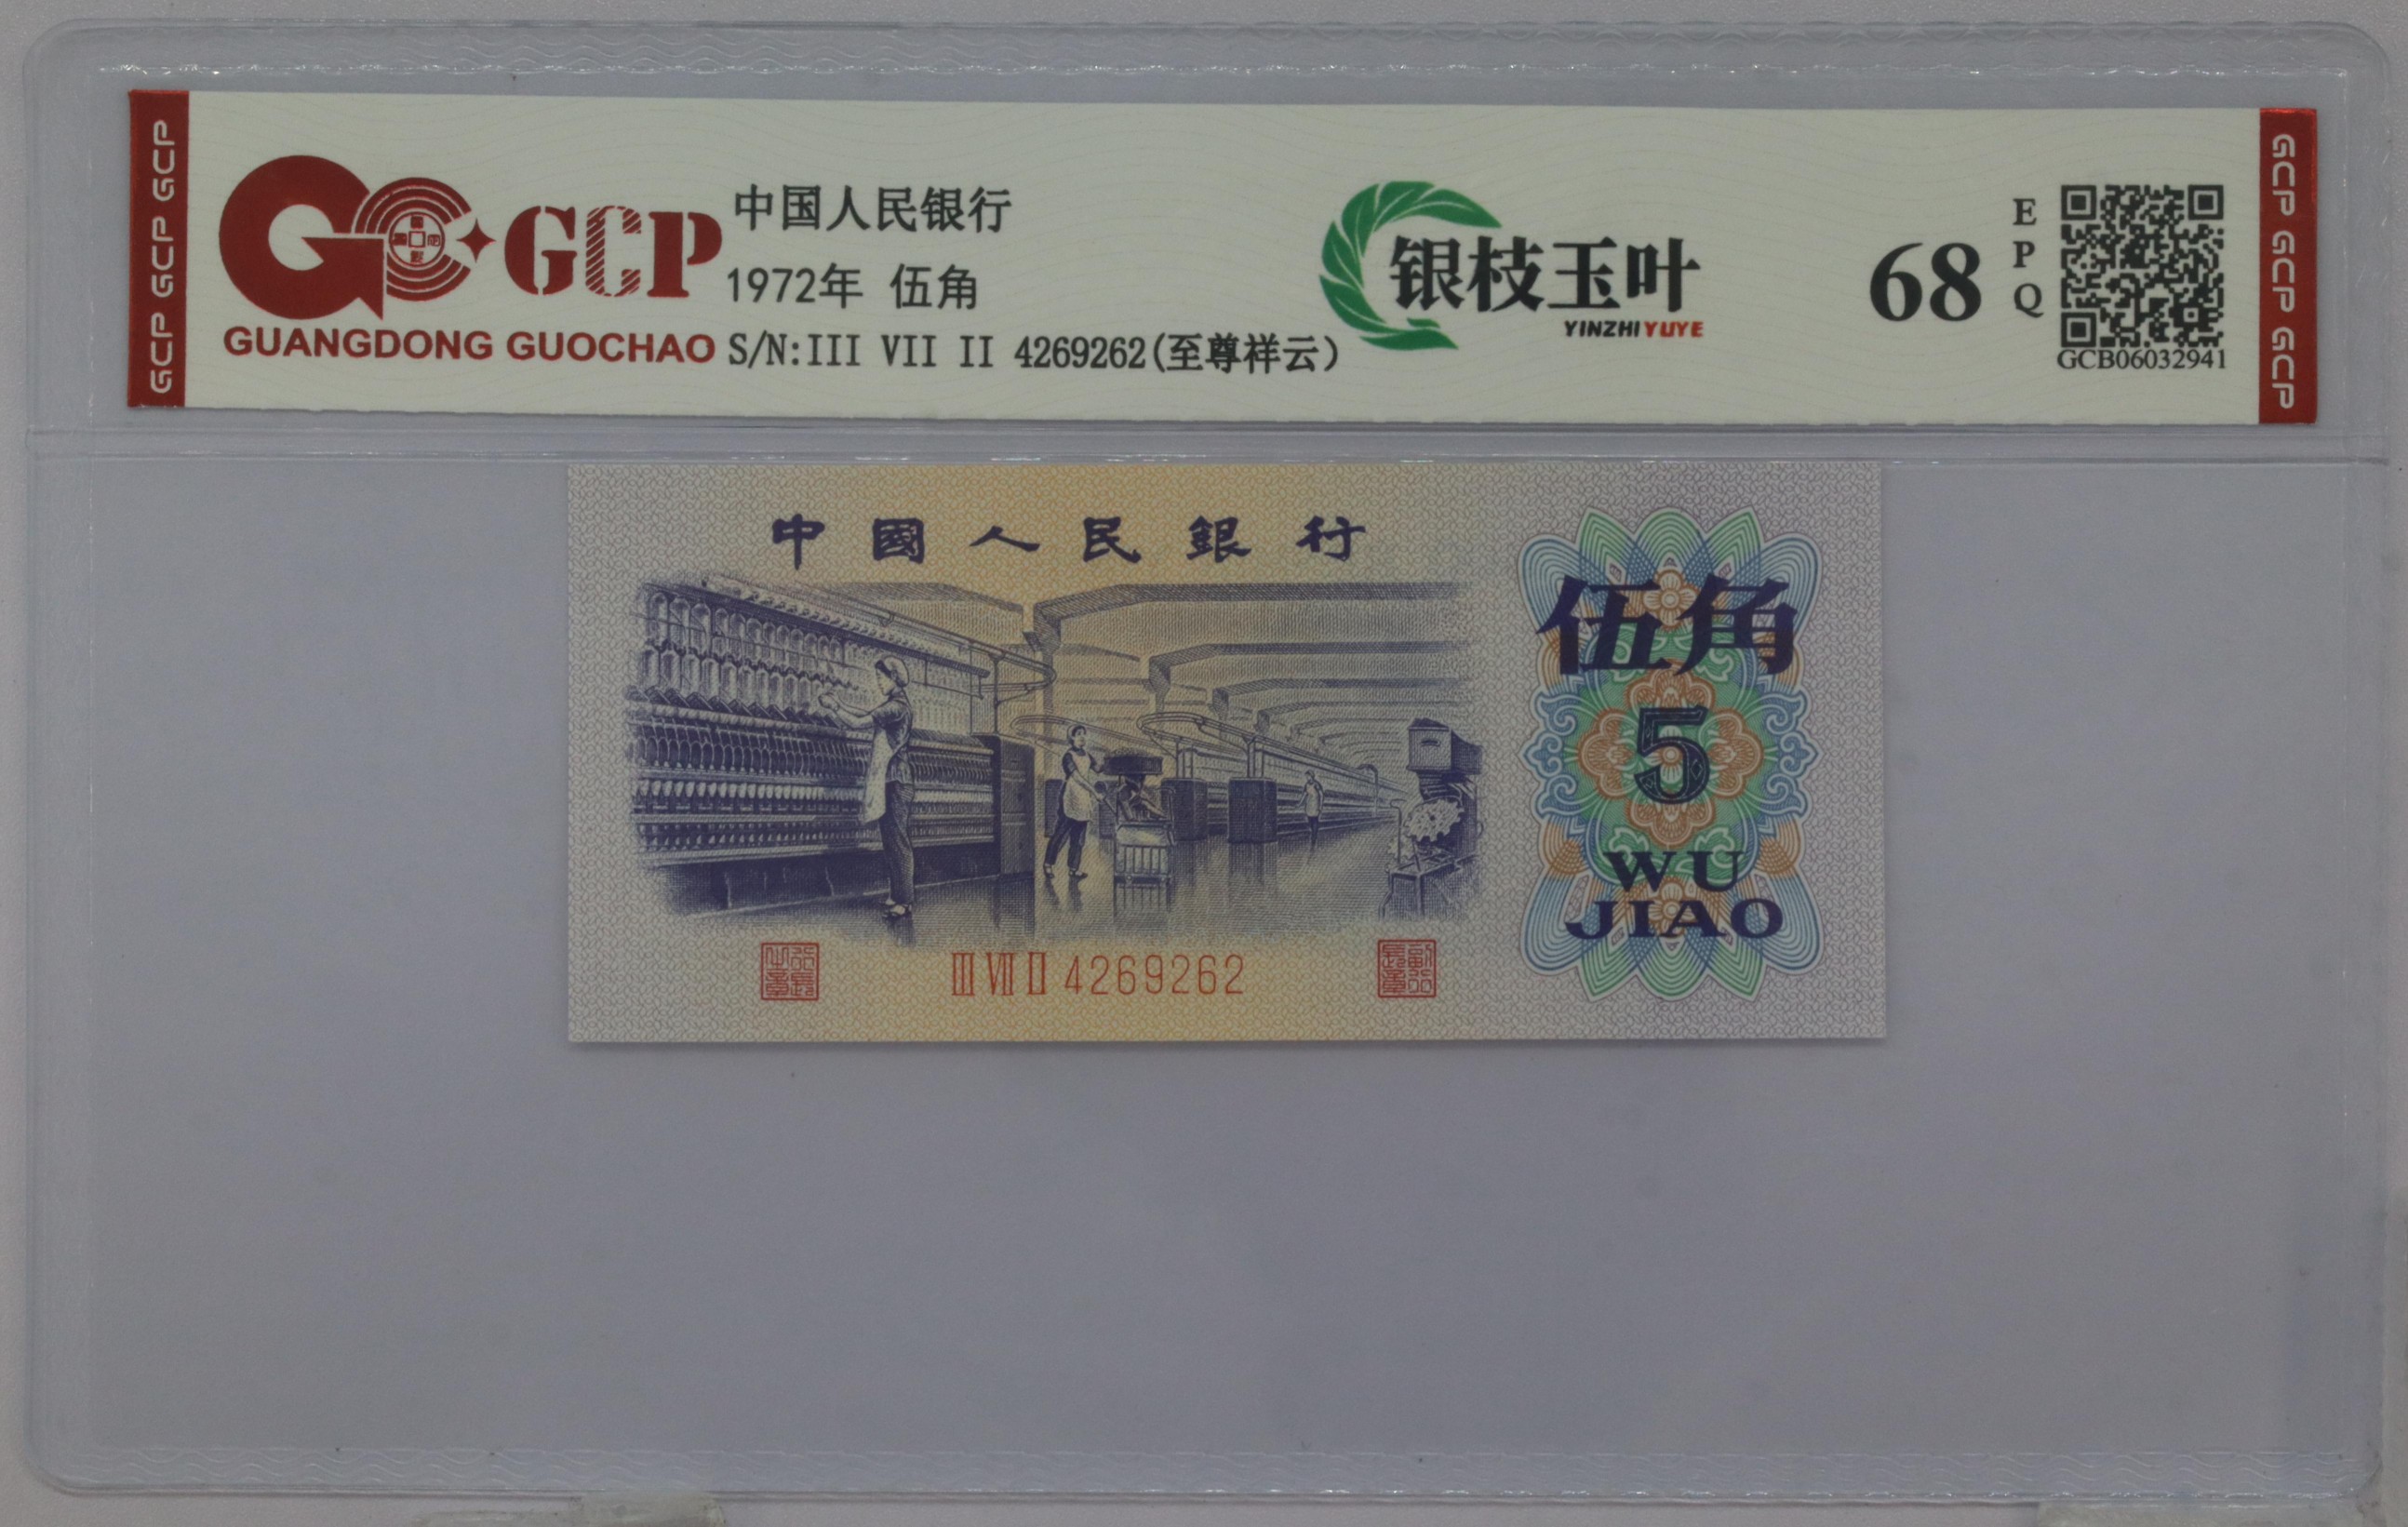 GCP GCP GCP
GCP
GUANGDONG GUOCHAO
中国人民银行
1972年 伍角
S/N:III VII II 4269262(至尊祥云)
银枝玉叶
YINZHIYUYE
68
EPQ
GCB06032941
GCP GCP GCP
中國人民銀行
伍角
5
WU
JIAO
III VII II 4269262